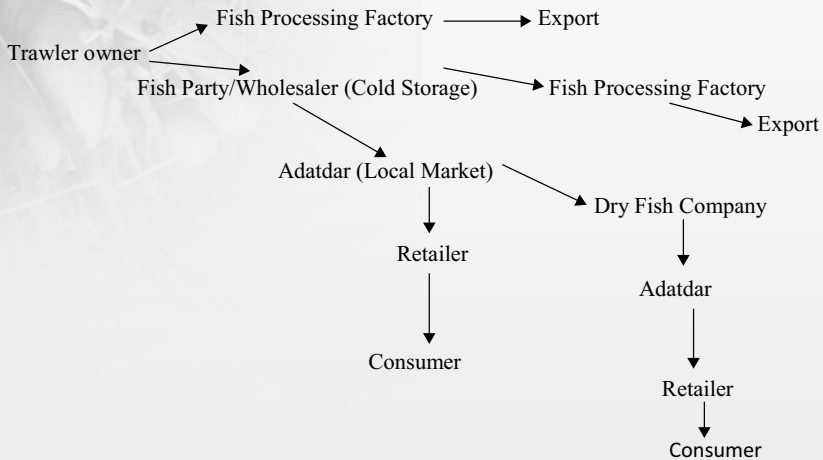 Fish Processing Factory Export
Trawler owner
Fish Party/Wholesaler (Cold Storage) Fish Processing Factory
Export
Adatdar (Local Market)
Dry Fish Company
Retailer
Adatdar
Consumer
Retailer
Consumer